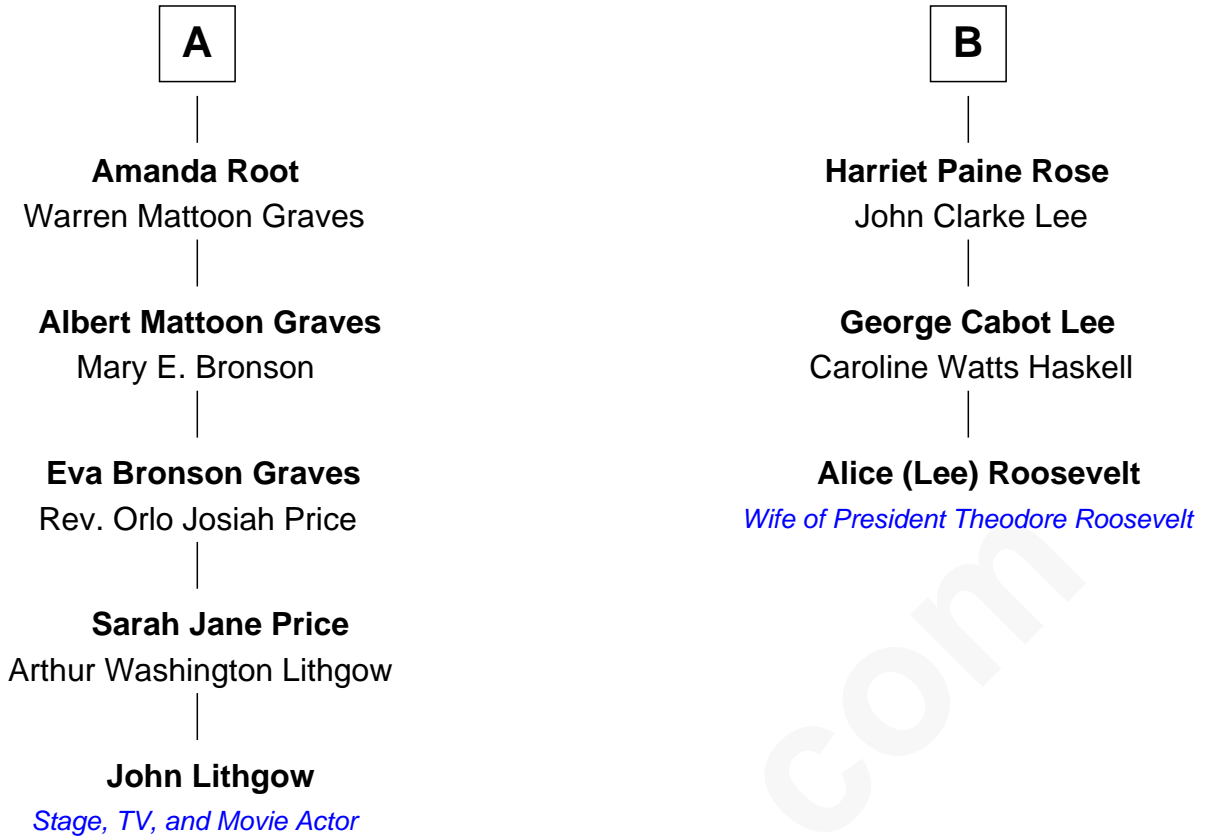 A
Amanda Root
Warren Mattoon Graves
Albert Mattoon Graves
Mary E. Bronson
Eva Bronson Graves
Rev. Orlo Josiah Price
Sarah Jane Price
Arthur Washington Lithgow
John Lithgow
Stage, TV, and Movie Actor
B
Harriet Paine Rose
John Clarke Lee
George Cabot Lee
Caroline Watts Haskell
Alice (Lee) Roosevelt
Wife of President Theodore Roosevelt
com